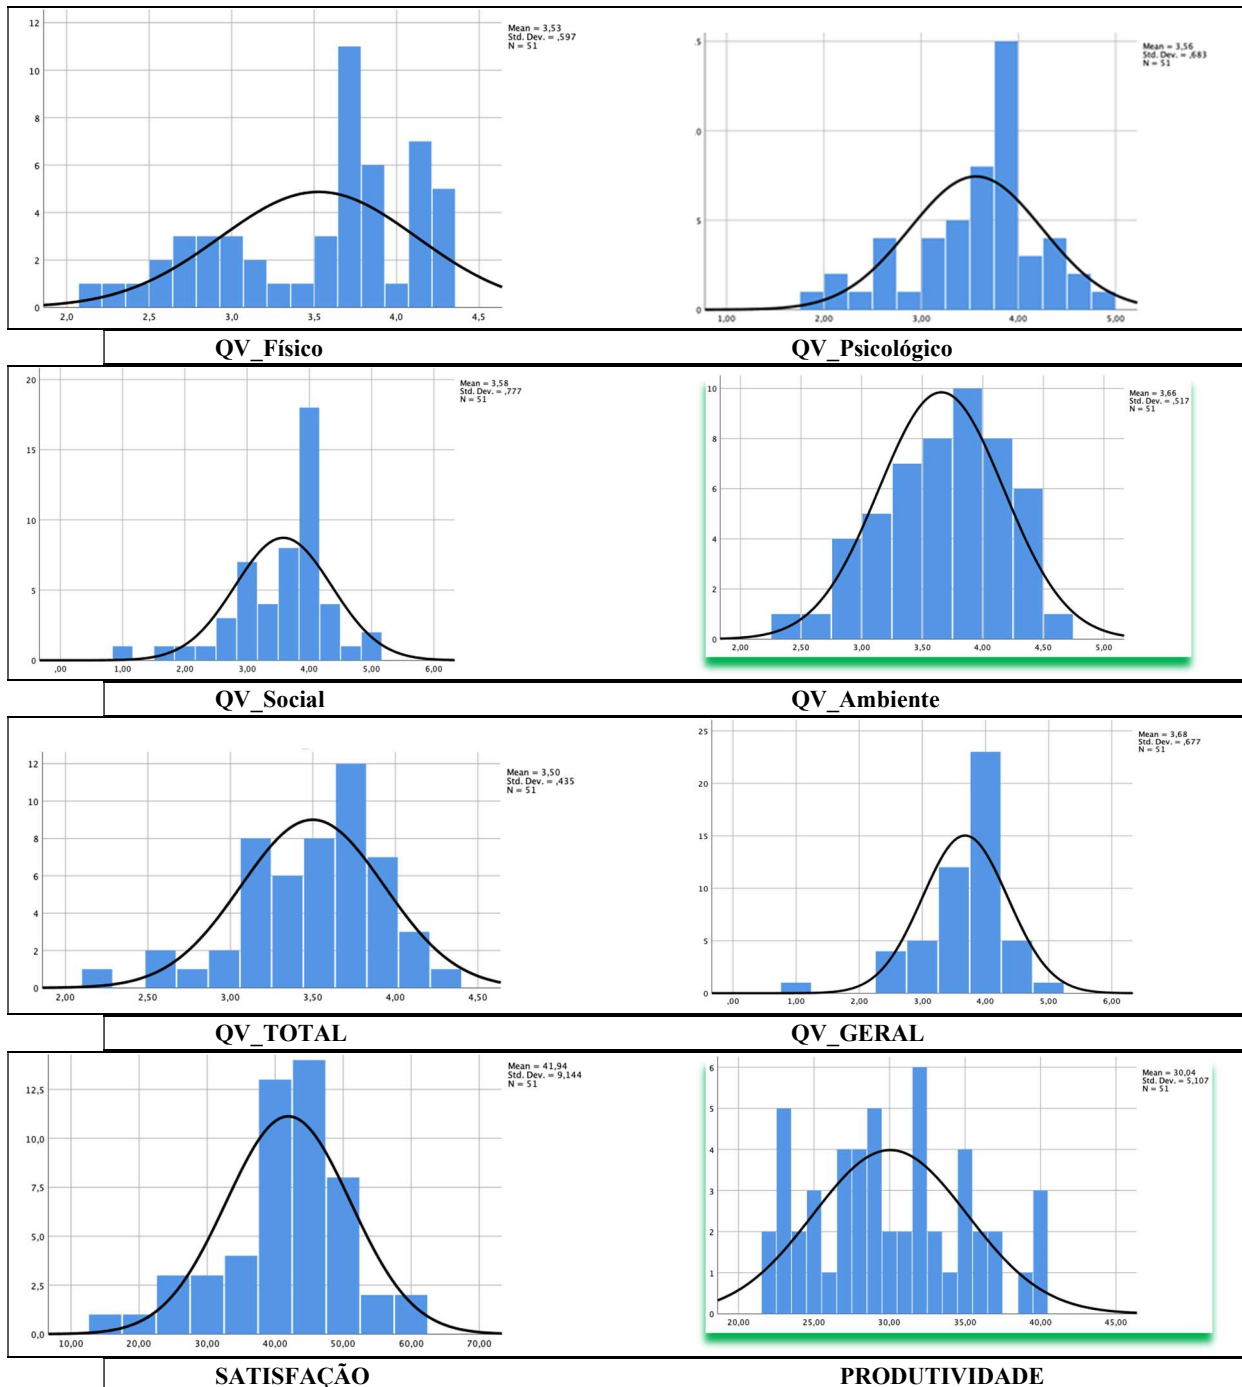 12
10
8
6
4
2
0
2,0 2,5 3,0 3,5 4,0 4,5
Mean = 3,53
Std. Dev. = ,597
N = 51
,5
,0
5
,0
1,00 2,00 3,00 4,00 5,00
Mean = 3,56
Std. Dev. = ,683
N = 51
QV_Físico QV_Psicológico
20
15
10
5
0
,00 1,00 2,00 3,00 4,00 5,00 6,00
Mean = 3,58
Std. Dev. = ,777
N = 51
10
8
6
4
2
0
2,00 2,50 3,00 3,50 4,00 4,50 5,00
Mean = 3,66
Std. Dev. = ,517
N = 51
QV_Social QV_Ambiente
12
10
8
6
4
2
0
2,00 2,50 3,00 3,50 4,00 4,50
Mean = 3,50
Std. Dev. = ,435
N = 51
25
20
15
10
5
0
,00 1,00 2,00 3,00 4,00 5,00 6,00
Mean = 3,68
Std. Dev. = ,677
N = 51
QV_TOTAL QV_GERAL
12,5
10,0
7,5
5,0
2,5
0,0
10,00 20,00 30,00 40,00 50,00 60,00 70,00
Mean = 41,94
Std. Dev. = 9,144
N = 51
6
5
4
3
2
1
0
20,00 25,00 30,00 35,00 40,00 45,00
Mean = 30,04
Std. Dev. = 5,107
N = 51
SATISFAÇÃO PRODUTIVIDADE